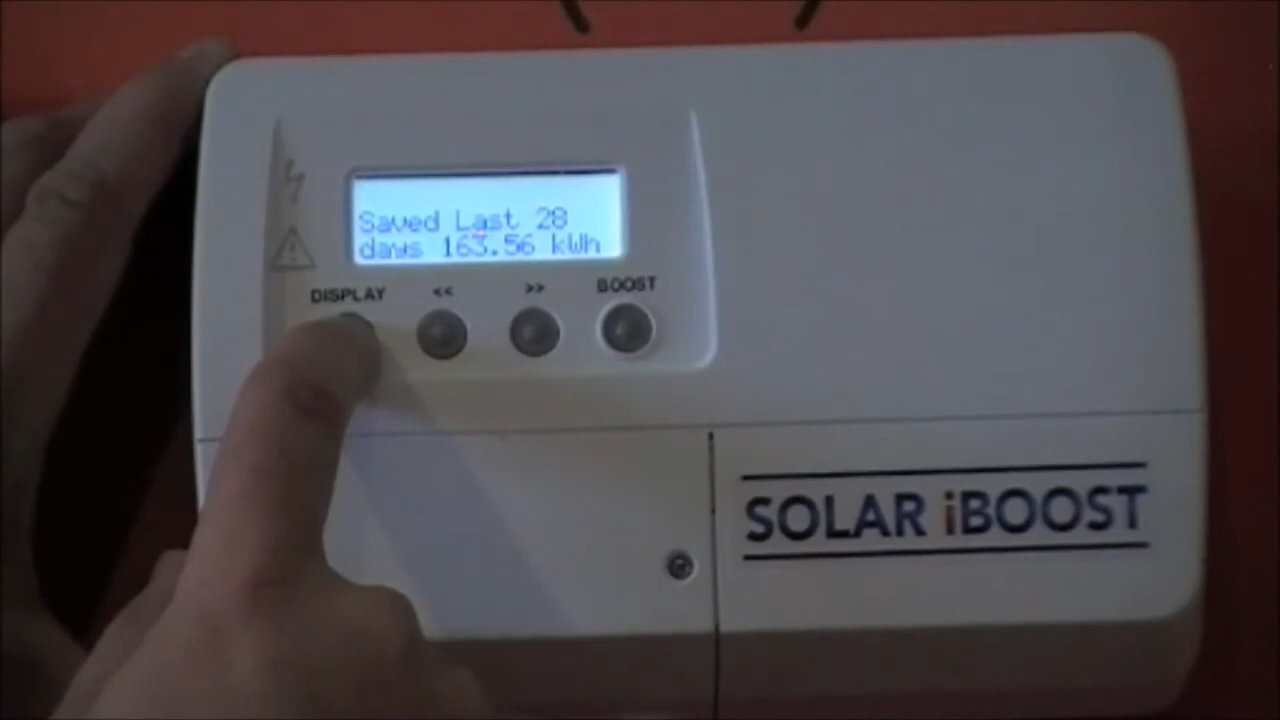 Saved Last 28
days 163.56 kWh
DISPLAY << >> BOOST
SOLAR iBOOST